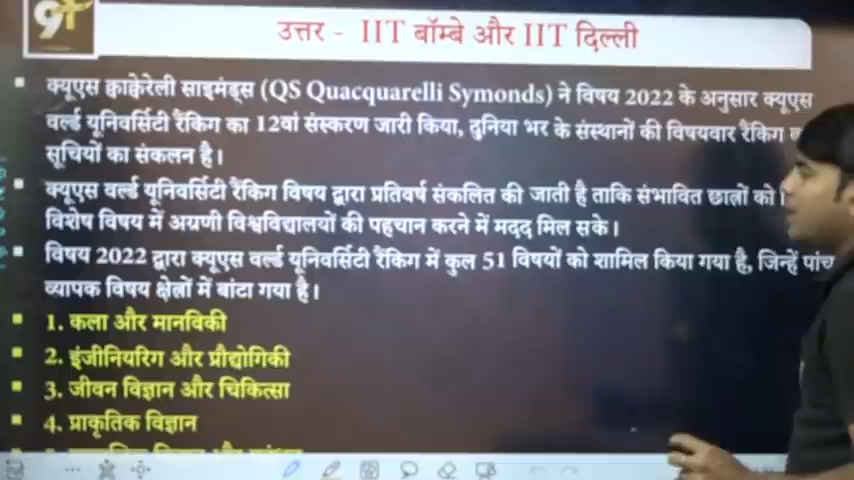 उत्तर - IIT बॉम्बे और IIT दिल्ली
क्यूएस क्वाक्वेरेली साइमंड्स (QS Quacquarelli Symonds) ने विषय 2022 के अनुसार क्यूएस
वर्ल्ड यूनिवर्सिटी रैंकिंग का 12वां संस्करण जारी किया, दुनिया भर के संस्थानों की विषयवार रैंकिंग
सूचियों का संकलन है।
क्यूएस वर्ल्ड यूनिवर्सिटी रैंकिंग विषय द्वारा प्रतिवर्ष संकलित की जाती है ताकि संभावित छात्रों को
विशेष विषय में अग्रणी विश्वविद्यालयों की पहचान करने में मदद मिल सके।
विषय 2022 द्वारा क्यूएस वर्ल्ड यूनिवर्सिटी रैंकिंग में कुल 51 विषयों को शामिल किया गया है, जिन्हें पांच
व्यापक विषय क्षेत्रों में बांटा गया है।
1. कला और मानविकी
2. इंजीनियरिग और प्रौद्योगिकी
3. जीवन विज्ञान और चिकित्सा
4. प्राकृतिक विज्ञान